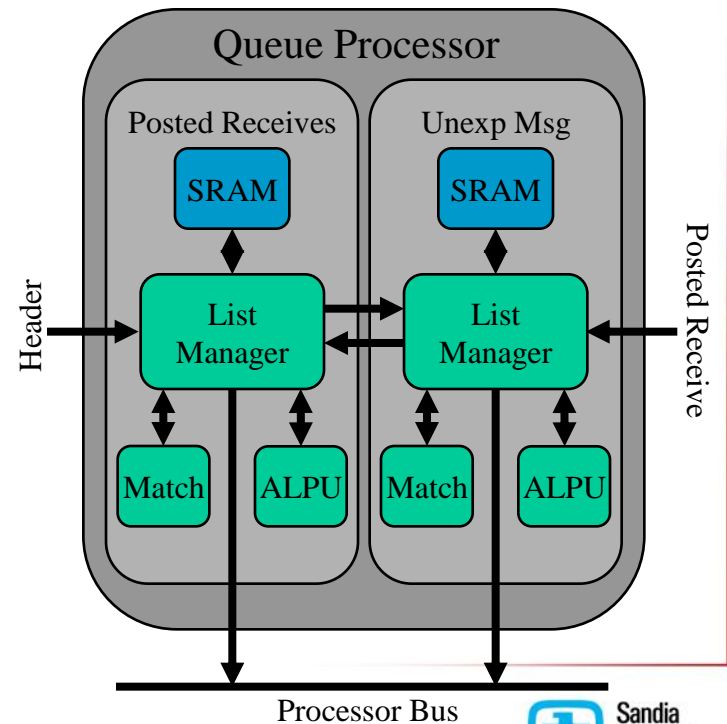 Queue Processor
Posted Receives
Unexp Msg
SRAM
SRAM
Header
List
Manager
List
Manager
Posted Receive
Match
ALPU
Match
ALPU
Processor Bus
Sandia